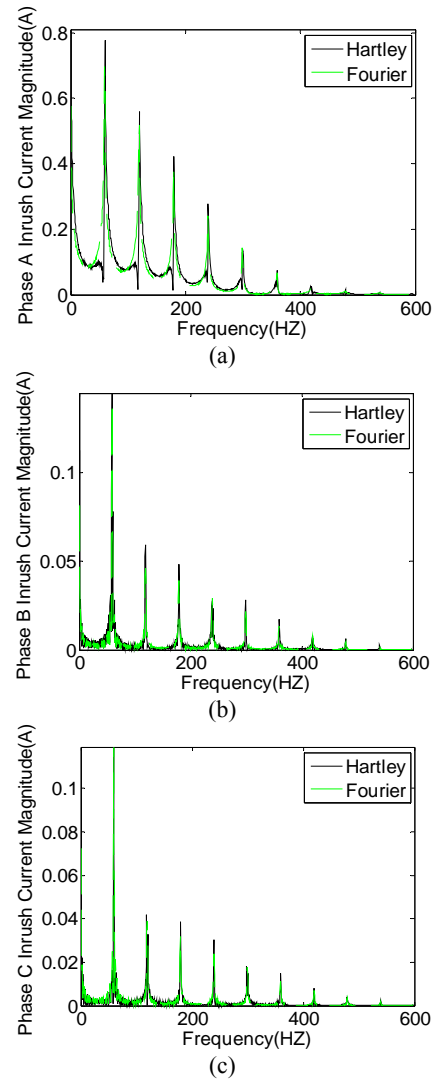 Phase A Inrush Current Magnitude(A)
0.8
0.6
0.4
0.2
0
0 200 400 600
Frequency(HZ)
Hartley
Fourier
(a)
Phase B Inrush Current Magnitude(A)
0.1
0.05
0
0 200 400 600
Frequency(HZ)
Hartley
Fourier
(b)
Phase C Inrush Current Magnitude(A)
0.1
0.08
0.06
0.04
0.02
0
0 200 400 600
Frequency(HZ)
Hartley
Fourier
(c)